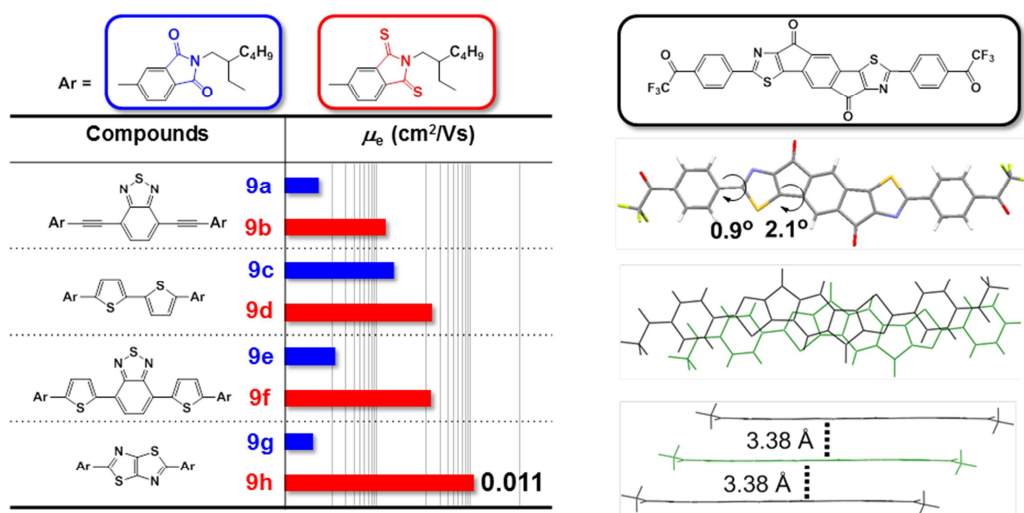 Ar =
O
N
C4H9
O
S
N
C4H9
S
Compounds
μe (cm2/Vs)
S
N N
Ar Ar
9a
9b
Ar S S Ar
9c
9d
S
N N
Ar S S Ar
9e
9f
N S
Ar Ar
S N
9g
9h
0.011
O
N S O
O CF3
F3C S N O
O
0.9° 2.1°
3.38 Å
3.38 Å